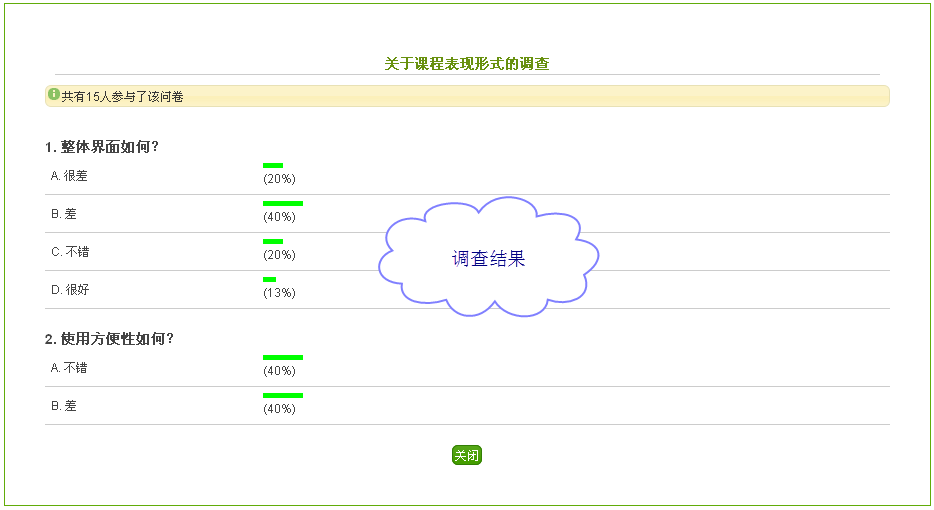 关于课程表现形式的调查
共有15人参与了该问卷
1. 整体界面如何?
A. 很差
(20%)
B. 差
(40%)
C. 不错
(20%)
D. 很好
(13%)
调查结果
2. 使用方便性如何?
A. 不错
(40%)
B. 差
(40%)
关闭